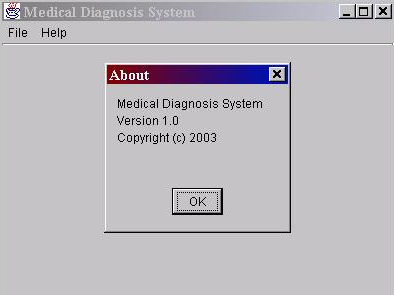 Medical Diagnosis System
File Help
About
Medical Diagnosis System
Version 1.0
Copyright (c) 2003
OK